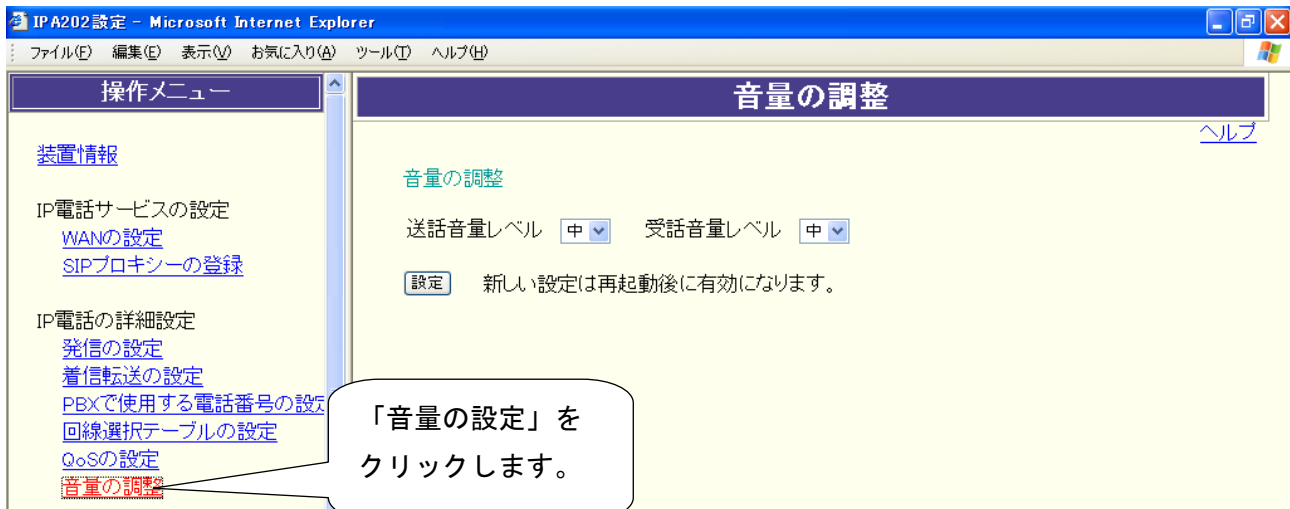 IPA202設定 - Microsoft Internet Explorer
ファイル(F) 編集(E) 表示(V) お気に入り(A) ツール(T) ヘルプ(H)
操作メニュー
装置情報
IP電話サービスの設定
WANの設定
SIPプロキシーの登録
IP電話の詳細設定
発信の設定
着信転送の設定
PBXで使用する電話番号の設定
回線選択テーブルの設定
QoSの設定
音量の調整
音量の調整
ヘルプ
音量の調整
送話音量レベル 中 受話音量レベル 中
設定 新しい設定は再起動後に有効になります。
「音量の設定」を
クリックします。